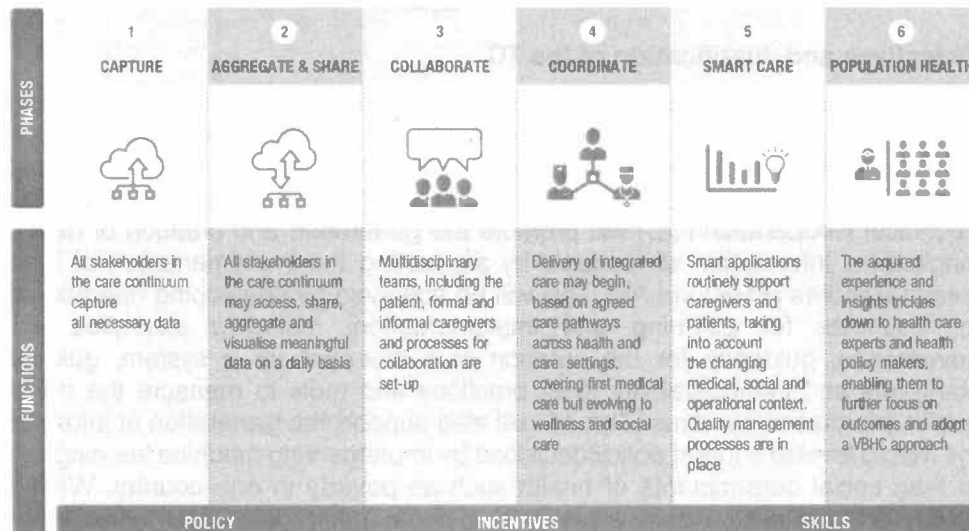 PHASES
1
CAPTURE
2
AGGREGATE & SHARE
3
COLLABORATE
4
COORDINATE
5
SMART CARE
6
POPULATION HEALTH
FUNCTIONS
All stakeholders in
the care continuum
capture
all necessary data
All stakeholders in
the care continuum
may access, share,
aggregate and
visualise meaningful
data on a daily basis
Multidisciplinary
teams, including the
patient, formal and
informal caregivers
and processes for
collaboration are
set-up
Delivery of integrated
care may begin,
based on agreed
care pathways
across health and
care settings,
covering first medical
care but evolving to
wellness and social
care
Smart applications
routinely support
caregivers and
patients, taking
into account
the changing
medical, social and
operational context.
Quality management
processes are in
place
The acquired
experience and
insights trickles
down to health care
experts and health
policy makers,
enabling them to
further focus on
outcomes and adopt
a VBHC approach
POLICY
INCENTIVES
SKILLS